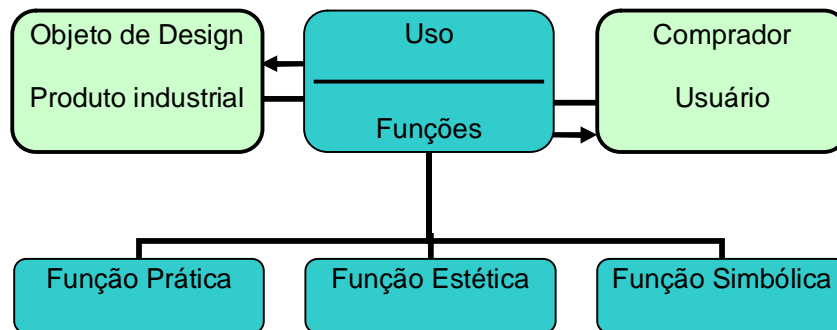 Objeto de Design
Produto industrial
Uso
Funções
Comprador
Usuário
Função Prática
Função Estética
Função Simbólica